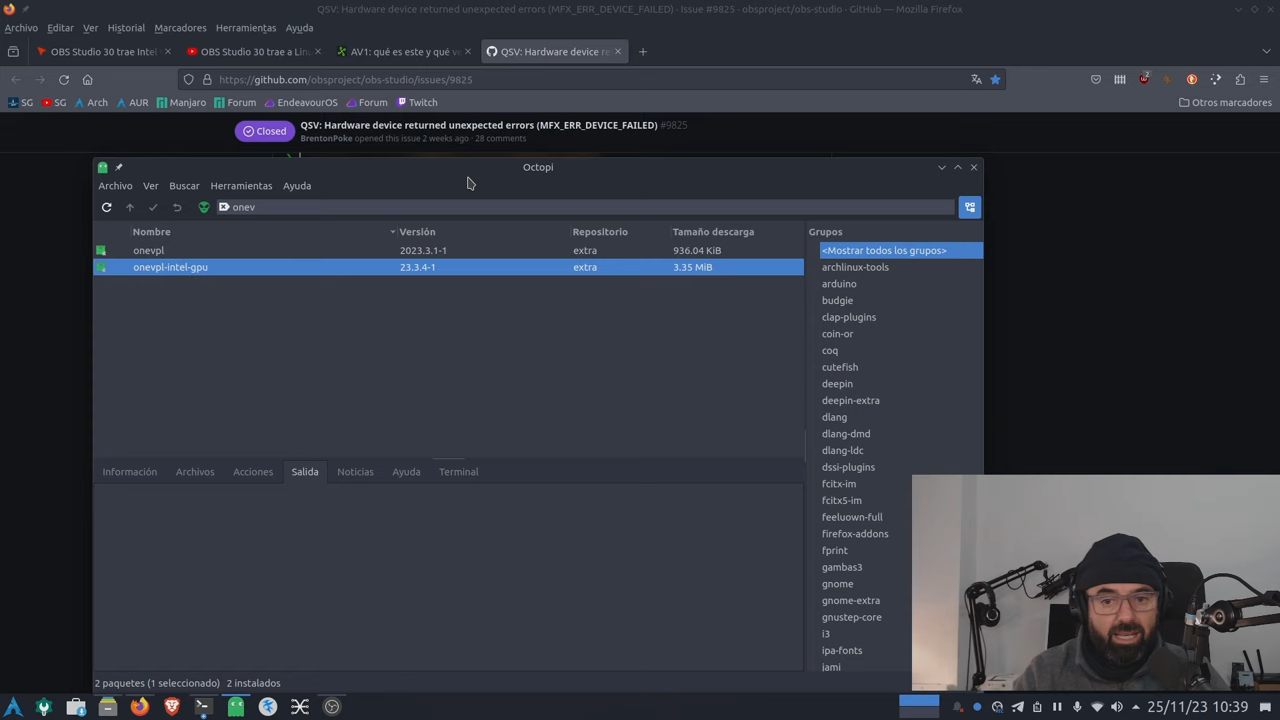 QSV: Hardware device returned unexpected errors (MFX_ERR_DEVICE_FAILED) · Issue #9825 · obsproject/obs-studio · GitHub — Mozilla Firefox
Archivo Editar Ver Historial Marcadores Herramientas Ayuda
OBS Studio 30 trae Intel
OBS Studio 30 trae a Linu
AV1: qué es este y qué ve
QSV: Hardware device re
https://github.com/obsproject/obs-studio/issues/9825
2
SG SG Arch AUR Manjaro Forum EndeavourOS Forum Twitch Otros marcadores
Closed
QSV: Hardware device returned unexpected errors (MFX_ERR_DEVICE_FAILED) #9825
BrentonPoke opened this issue 2 weeks ago · 28 comments
Octopi
Archivo Ver Buscar Herramientas Ayuda
onev
Nombre Versión Repositorio Tamaño descarga Grupos
onevpl 2023.3.1-1 extra 936.04 KiB
onevpl-intel-gpu 23.3.4-1 extra 3.35 MiB
<Mostrar todos los grupos>
archlinux-tools
arduino
budgie
clap-plugins
coin-or
coq
cutefish
deepin
deepin-extra
dlang
dlang-dmd
dlang-ldc
dssi-plugins
fcitx-im
fcitx5-im
feeluown-full
firefox-addons
fprint
gambas3
gnome
gnome-extra
gnustep-core
i3
ipa-fonts
jami
Información Archivos Acciones Salida Noticias Ayuda Terminal
2 paquetes (1 seleccionado) 2 instalados
25/11/23 10:39